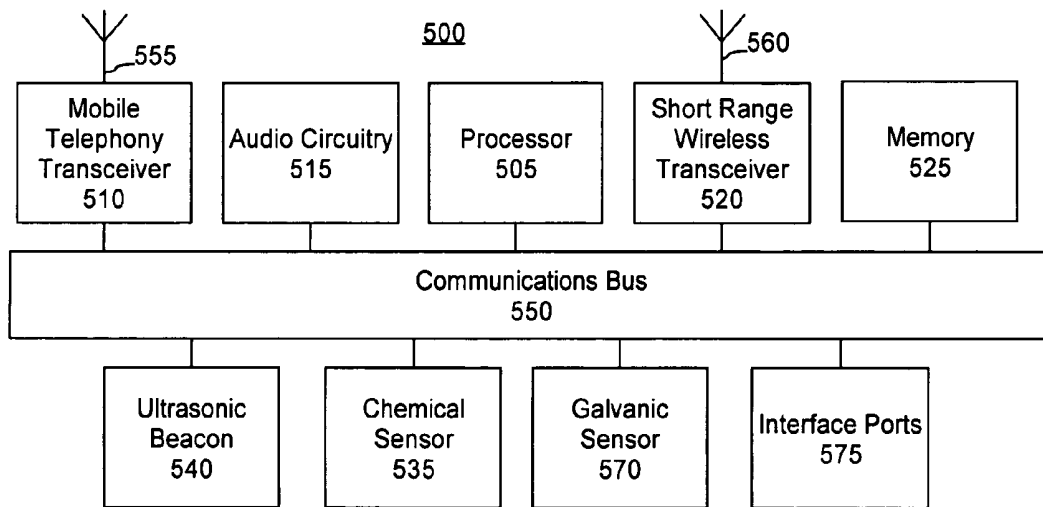 500
555
560
Mobile
Telephony
Transceiver
510
Audio Circuitry
515
Processor
505
Short Range
Wireless
Transceiver
520
Memory
525
Communications Bus
550
Ultrasonic
Beacon
540
Chemical
Sensor
535
Galvanic
Sensor
570
Interface Ports
575